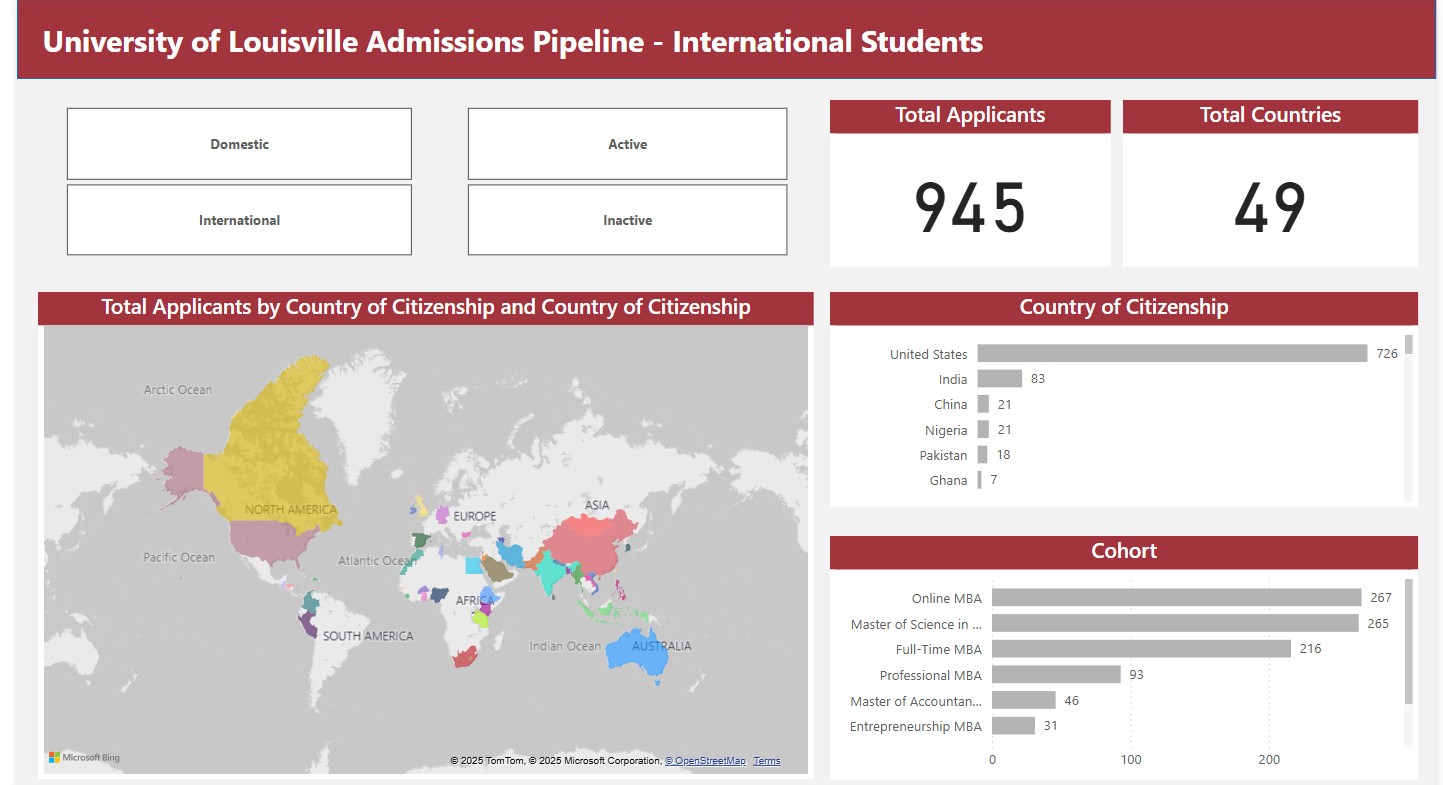 University of Louisville Admissions Pipeline - International Students
Domestic
Active
International
Inactive
Total Applicants
945
Total Countries
49
Total Applicants by Country of Citizenship and Country of Citizenship
Arctic Ocean
NORTH AMERICA
Pacific Ocean
Atlantic Ocean
EUROPE
ASIA
AFRICA
SOUTH AMERICA
Indian Ocean
AUSTRALIA
Microsoft Bing
© 2025 TomTom, © 2025 Microsoft Corporation, © OpenStreetMap Terms
Country of Citizenship
United States 726
India 83
China 21
Nigeria 21
Pakistan 18
Ghana 7
Cohort
Online MBA 267
Master of Science in ... 265
Full-Time MBA 216
Professional MBA 93
Master of Accountan... 46
Entrepreneurship MBA 31
0 100 200